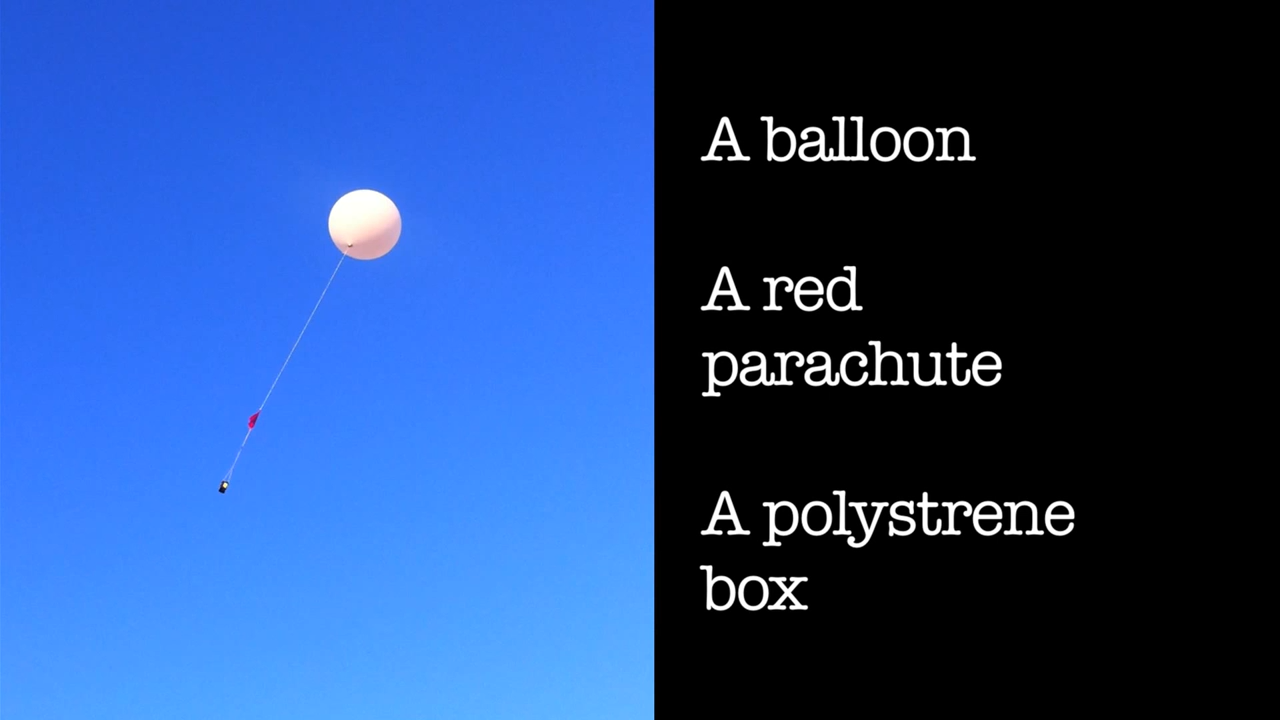 A balloon
A red
parachute
A polystrene
box